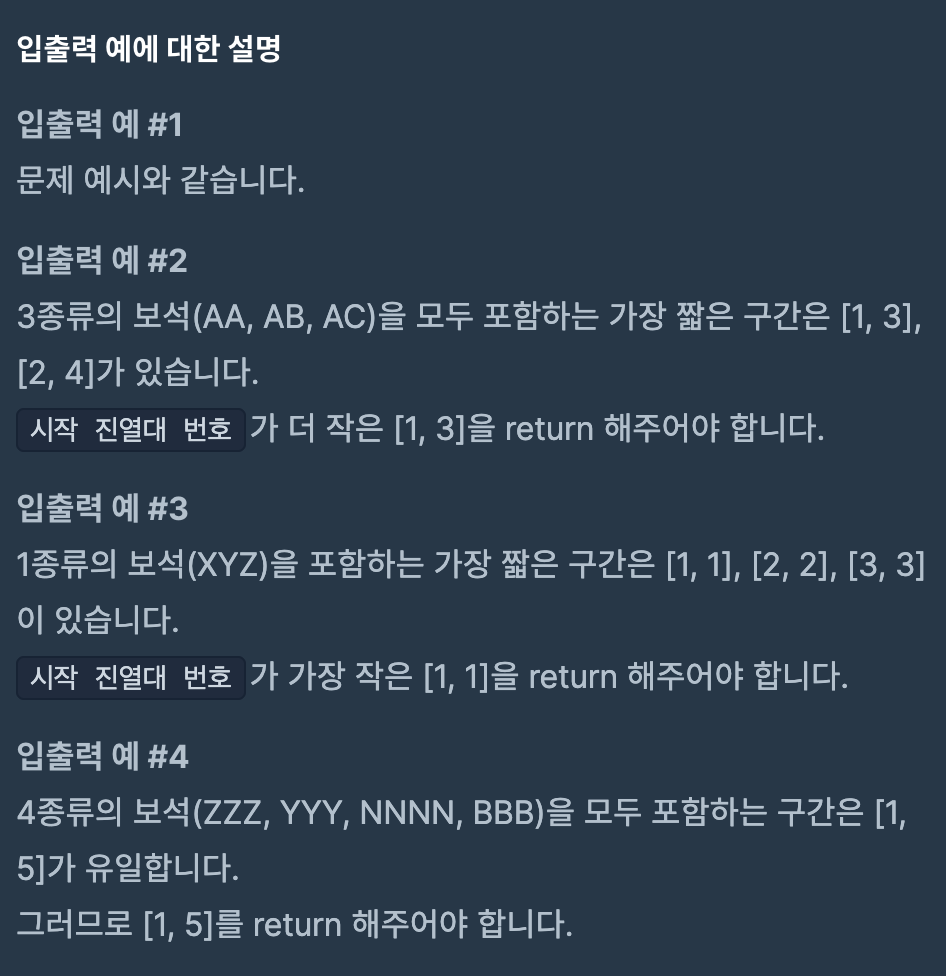 입출력 예에 대한 설명
입출력 예 #1
문제 예시와 같습니다.
입출력 예 #2
3종류의 보석(AA, AB, AC)을 모두 포함하는 가장 짧은 구간은 [1, 3],
[2, 4]가 있습니다.
시작 진열대 번호가 더 작은 [1, 3]을 return 해주어야 합니다.
입출력 예 #3
1종류의 보석(XYZ)을 포함하는 가장 짧은 구간은 [1, 1], [2, 2], [3, 3]
이 있습니다.
시작 진열대 번호가 가장 작은 [1, 1]을 return 해주어야 합니다.
입출력 예 #4
4종류의 보석(ZZZ, YYY, NNNN, BBB)을 모두 포함하는 구간은 [1,
5]가 유일합니다.
그러므로 [1, 5]를 return 해주어야 합니다.